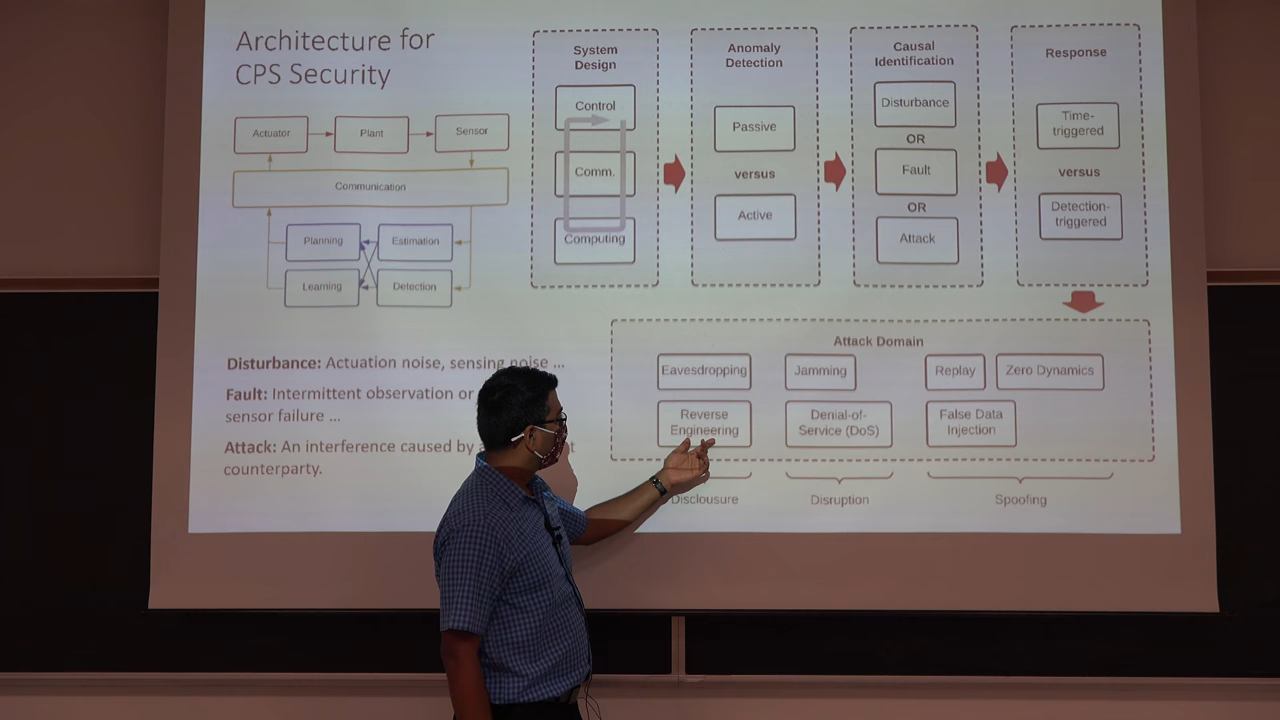 Architecture for
CPS Security
Actuator
Plant
Sensor
Communication
Planning
Estimation
Learning
Detection
System
Design
Control
Comm.
Computing
Anomaly
Detection
Passive
versus
Active
Causal
Identification
Disturbance
OR
Fault
OR
Attack
Response
Time-
triggered
versus
Detection-
triggered
Disturbance: Actuation noise, sensing noise ...
Fault: Intermittent observation or
sensor failure ...
Attack: An interference caused by
counterparty.
Attack Domain
Eavesdropping
Jamming
Replay
Zero Dynamics
Reverse
Engineering
Denial-of-
Service (DoS)
False Data
Injection
Disclousure
Disruption
Spoofing